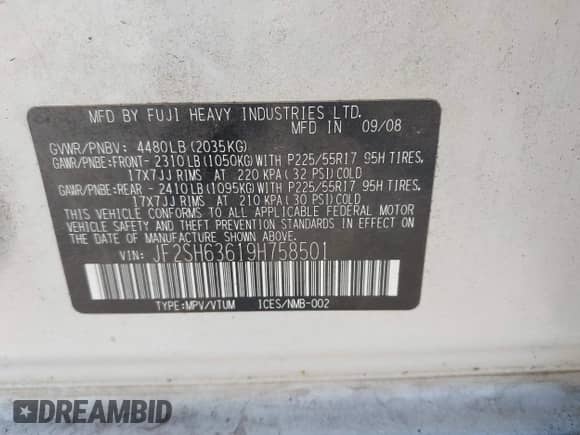 MFD BY FUJI HEAVY INDUSTRIES LTD.
MFD IN 09/08
GVWR/PNBV: 4480LB(2035KG)
GAWR/PNBE:FRONT- 2310LB(1050KG)WITH P225/55R17 95H TIRES.
17X7JJ RIMS AT 220 KPA(32 PSI)COLD
GAWR/PNBE:REAR - 2410LB(1095KG)WITH P225/55R17 95H TIRES.
17X7JJ RIMS AT 210 KPA(30 PSI)COLD
THIS VEHICLE CONFORMS TO ALL APPLICABLE FEDERAL MOTOR
VEHICLE SAFETY AND THEFT PREVENTION STANDARDS IN EFFECT ON
THE DATE OF MANUFACTURE SHOWN ABOVE.
VIN: JF2SH63619H758501
TYPE:MPV/VTUM ICES/NMB-002
DREAMBID